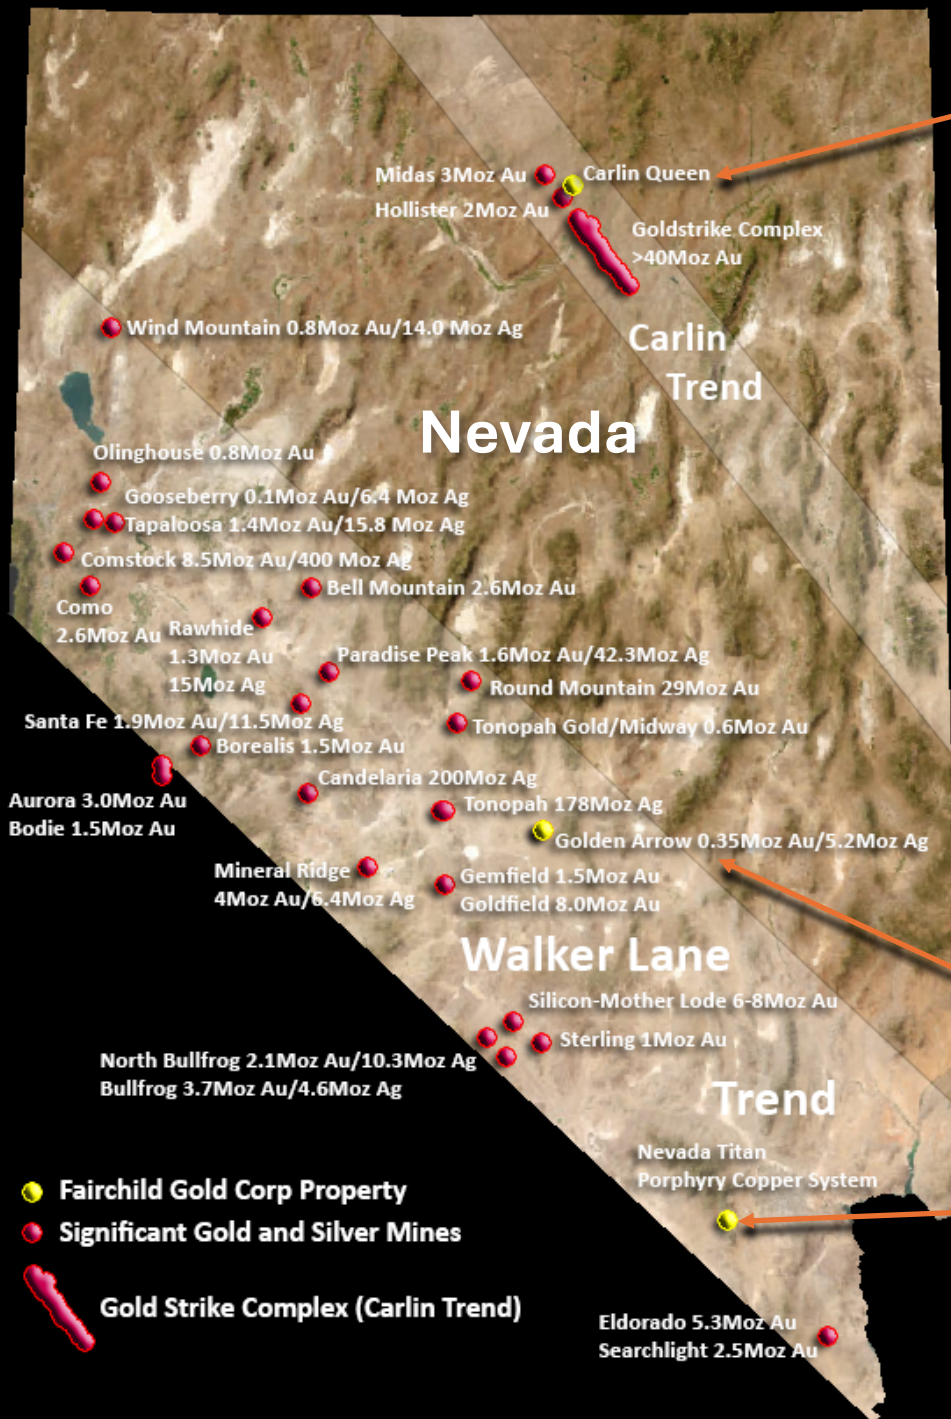 Midas 3Moz Au
Carlin Queen
Hollister 2Moz Au
Goldstrike Complex
>40Moz Au
Wind Mountain 0.8Moz Au/14.0 Moz Ag
Carlin
Trend
Nevada
Olinghouse 0.8Moz Au
Gooseberry 0.1Moz Au/6.4 Moz Ag
Tapaloosa 1.4Moz Au/15.8 Moz Ag
Comstock 8.5Moz Au/400 Moz Ag
Bell Mountain 2.6Moz Au
Como
2.6Moz Au
Rawhide
1.3Moz Au
15Moz Ag
Paradise Peak 1.6Moz Au/42.3Moz Ag
Round Mountain 29Moz Au
Santa Fe 1.9Moz Au/11.5Moz Ag
Tonopah Gold/Midway 0.6Moz Au
Borealis 1.5Moz Au
Candelaria 200Moz Ag
Aurora 3.0Moz Au
Bodie 1.5Moz Au
Tonopah 178Moz Ag
Golden Arrow 0.35Moz Au/5.2Moz Ag
Mineral Ridge
4Moz Au/6.4Moz Ag
Gemfield 1.5Moz Au
Goldfield 8.0Moz Au
Walker Lane
Silicon-Mother Lode 6-8Moz Au
Sterling 1Moz Au
North Bullfrog 2.1Moz Au/10.3Moz Ag
Bullfrog 3.7Moz Au/4.6Moz Ag
Trend
Nevada Titan
Porphyry Copper System
Fairchild Gold Corp Property
Significant Gold and Silver Mines
Gold Strike Complex (Carlin Trend)
Eldorado 5.3Moz Au
Searchlight 2.5Moz Au